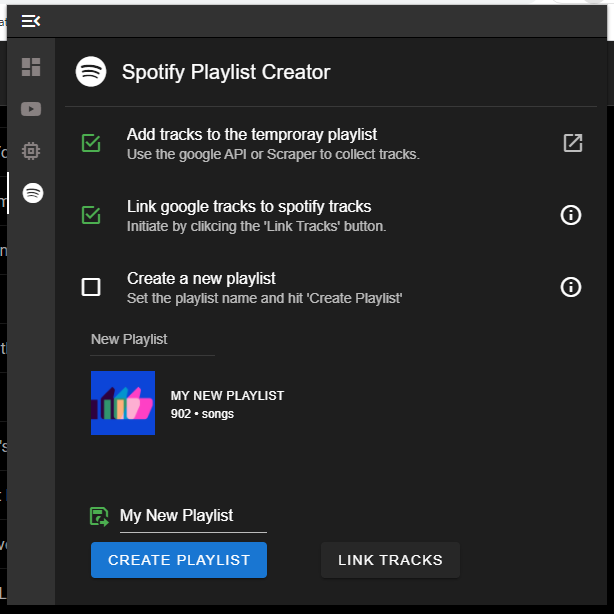 Spotify Playlist Creator
Add tracks to the temproray playlist
Use the google API or Scraper to collect tracks.
Link google tracks to spotify tracks
Initiate by clikcing the 'Link Tracks' button.
Create a new playlist
Set the playlist name and hit 'Create Playlist'
New Playlist
MY NEW PLAYLIST
902 • songs
My New Playlist
CREATE PLAYLIST LINK TRACKS